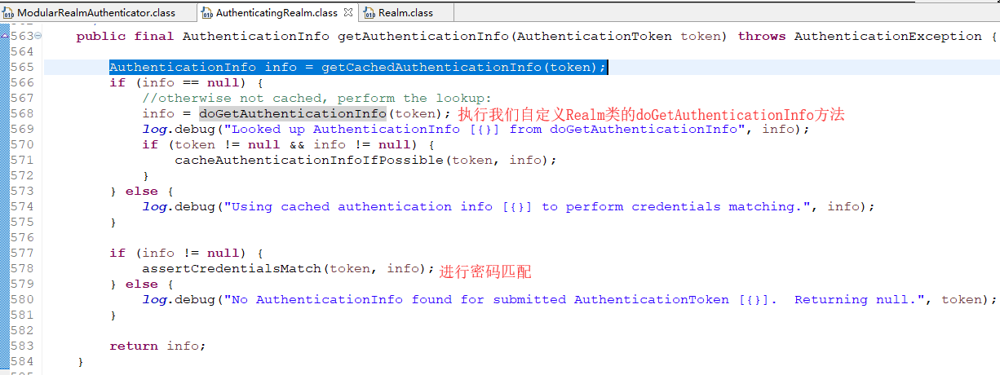 ModularRealmAuthenticator.class AuthenticatingRealm.class Realm.class
563 public final AuthenticationInfo getAuthenticationInfo(AuthenticationToken token) throws AuthenticationException {
564
565 AuthenticationInfo info = getCachedAuthenticationInfo(token);
566 if (info == null) {
567 //otherwise not cached, perform the lookup:
568 info = doGetAuthenticationInfo(token); 执行我们自定义Realm类的doGetAuthenticationInfo方法
569 log.debug("Looked up AuthenticationInfo [{}] from doGetAuthenticationInfo", info);
570 if (token != null && info != null) {
571 cacheAuthenticationInfoIfPossible(token, info);
572 }
573 } else {
574 log.debug("Using cached authentication info [{}] to perform credentials matching.", info);
575 }
576
577 if (info != null) {
578 assertCredentialsMatch(token, info); 进行密码匹配
579 } else {
580 log.debug("No AuthenticationInfo found for submitted AuthenticationToken [{}].  Returning null.", token);
581 }
582
583 return info;
584 }